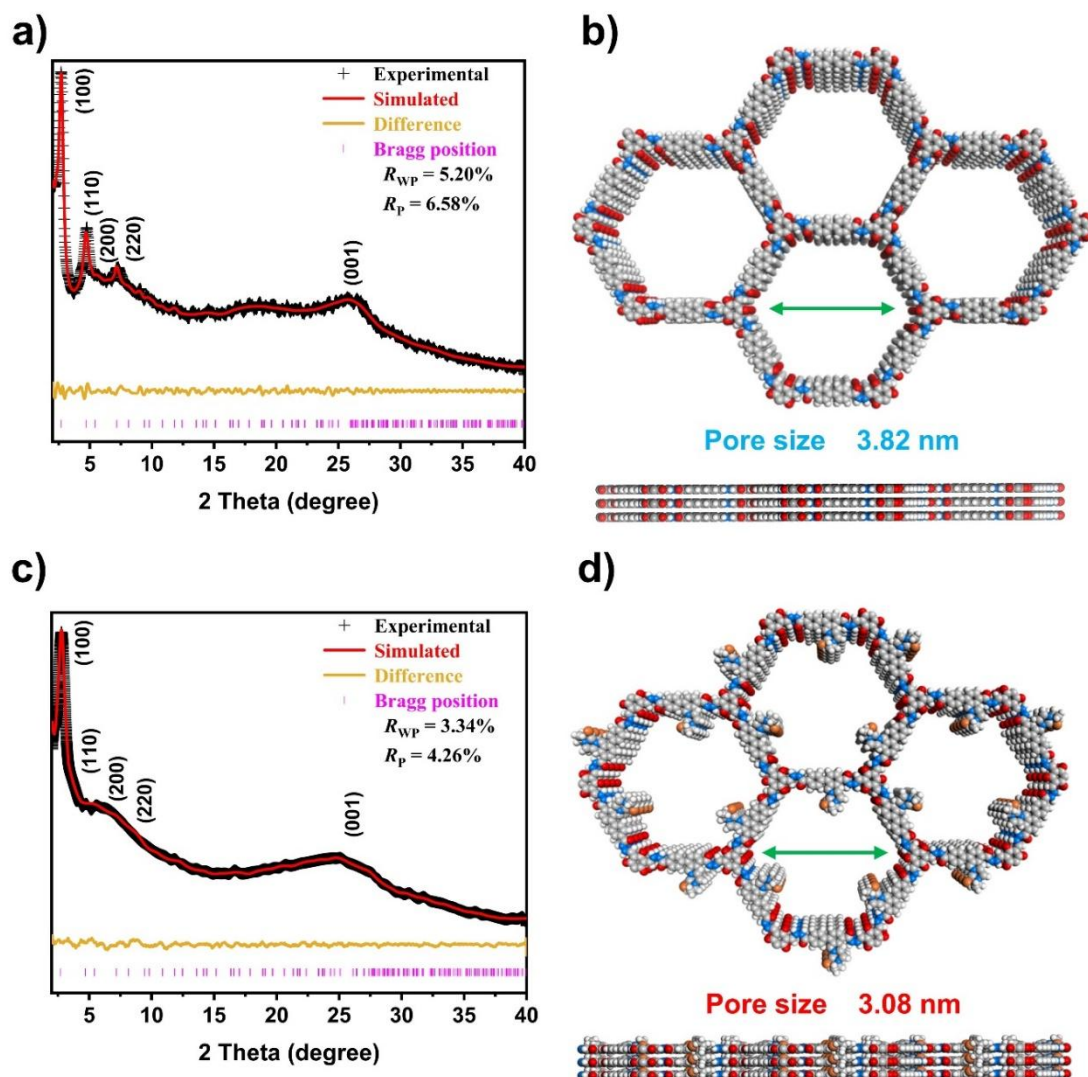 a)
(100)
(110)
(200)
(220)
(001)
Experimental
Simulated
Difference
Bragg position
RWP = 5.20%
RP = 6.58%
5 10 15 20 25 30 35 40
2 Theta (degree)
b)
Pore size 3.82 nm
c)
(100)
(110)
(200)
(220)
(001)
Experimental
Simulated
Difference
Bragg position
RWP = 3.34%
RP = 4.26%
5 10 15 20 25 30 35 40
2 Theta (degree)
d)
Pore size 3.08 nm